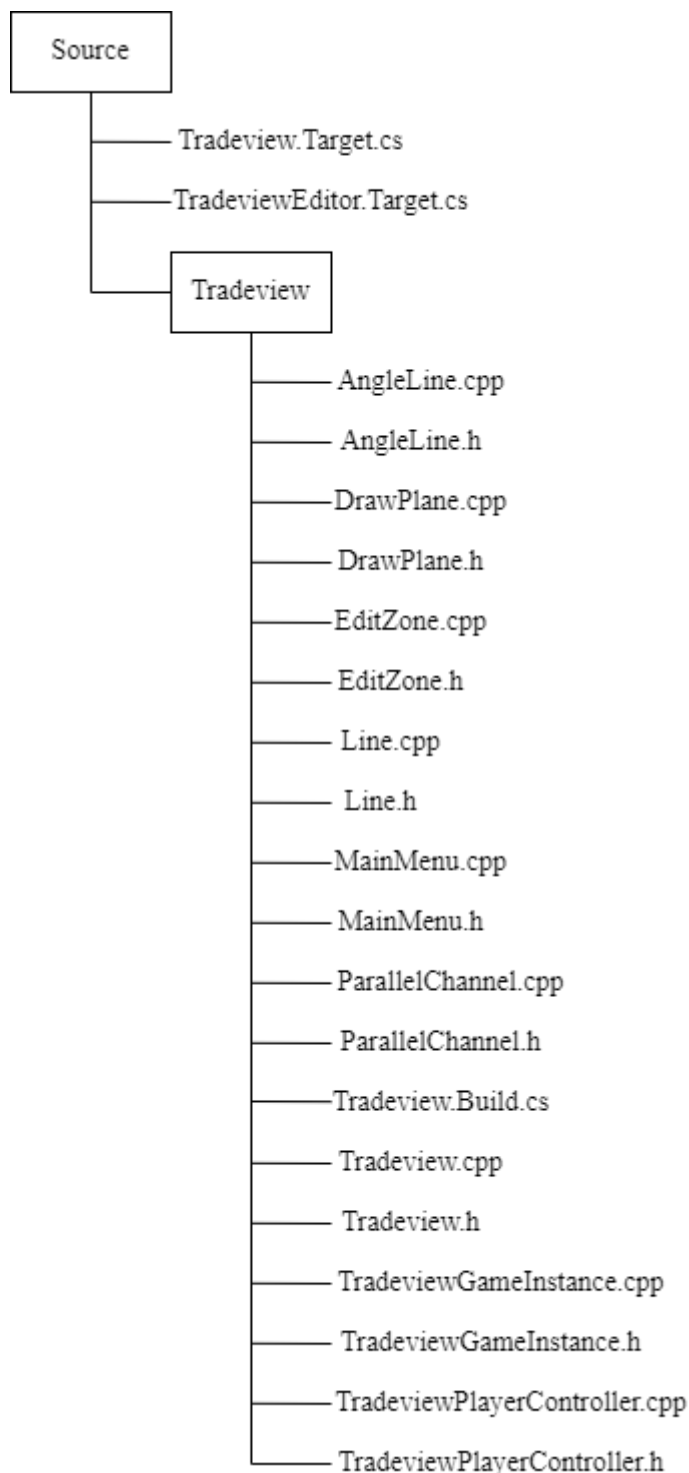 Source
Tradeview.Target.cs
TradeviewEditor.Target.cs
Tradeview
AngleLine.cpp
AngleLine.h
DrawPlane.cpp
DrawPlane.h
EditZone.cpp
EditZone.h
Line.cpp
Line.h
MainMenu.cpp
MainMenu.h
ParallelChannel.cpp
ParallelChannel.h
Tradeview.Build.cs
Tradeview.cpp
Tradeview.h
TradeviewGameInstance.cpp
TradeviewGameInstance.h
TradeviewPlayerController.cpp
TradeviewPlayerController.h